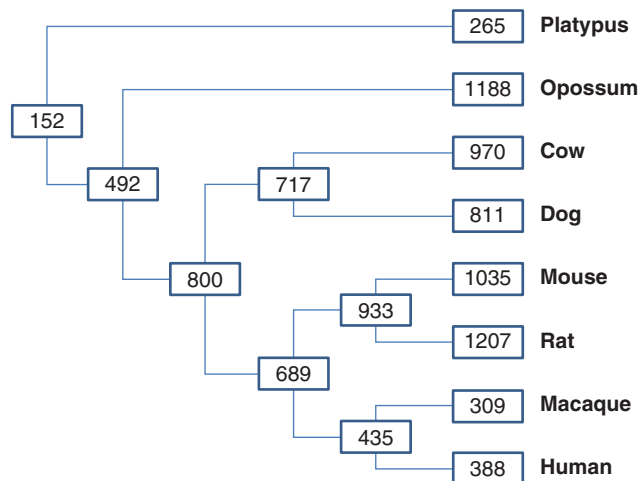 265 Platypus
1188 Opossum
152
970 Cow
492
717
811 Dog
800
1035 Mouse
933
1207 Rat
689
309 Macaque
435
388 Human